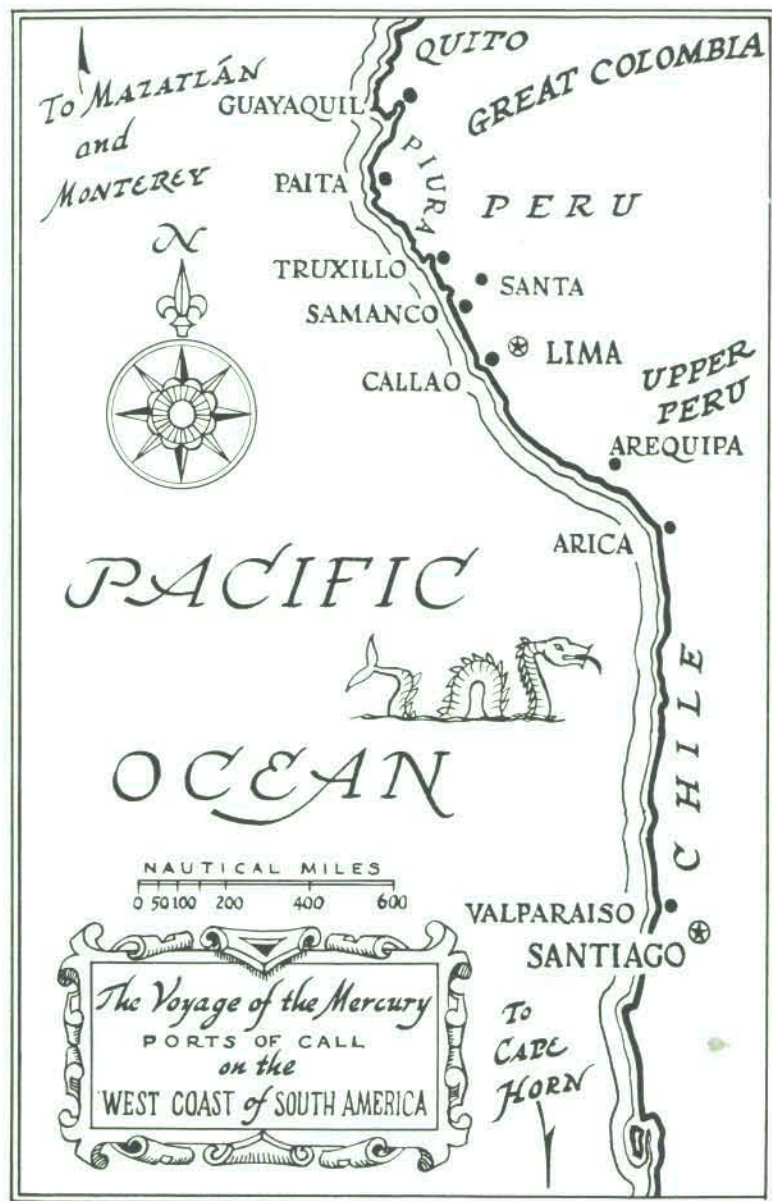 To MAZATLÁN
and
MONTEREY
QUITO
GREAT COLOMBIA
GUAYAQUIL
PIURA
PAITA
PERU
N
TRUXILLO
SANTA
SAMANCO
LIMA
CALLAO
UPPER
PERU
AREQUIPA
ARICA
PACIFIC
OCEAN
CHILE
NAUTICAL MILES
0 50 100 200 400 600
VALPARAISO
SANTIAGO
The Voyage of the Mercury
PORTS OF CALL
on the
WEST COAST of SOUTH AMERICA
To
CAPE
HORN